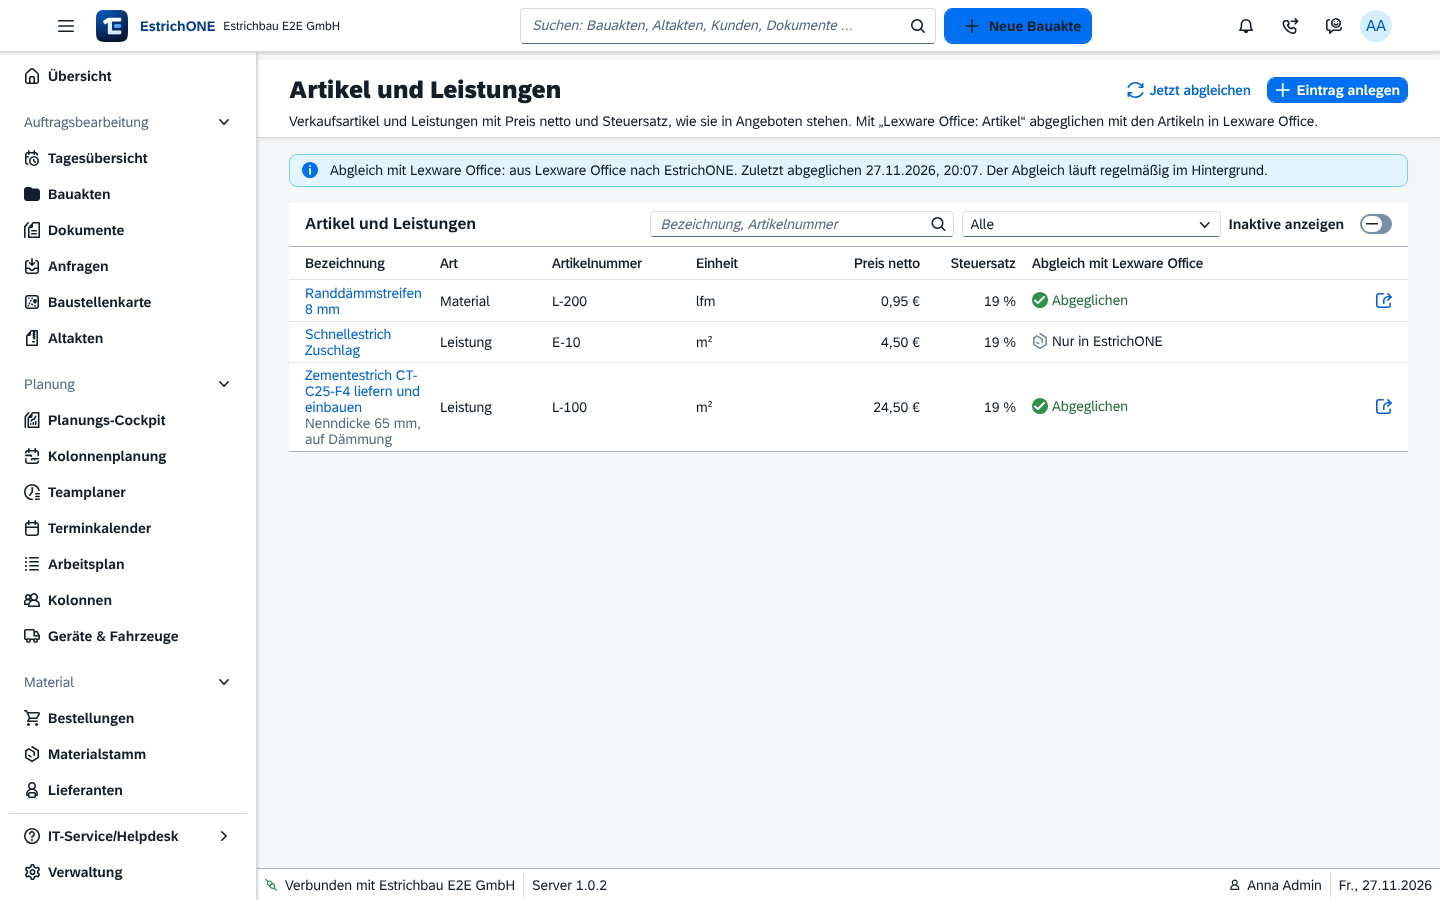 EstrichONE Estrichbau E2E GmbH
Suchen: Bauakten, Altakten, Kunden, Dokumente ...
Neue Bauakte
AA
Übersicht
Auftragsbearbeitung
Tagesübersicht
Bauakten
Dokumente
Anfragen
Baustellenkarte
Altakten
Planung
Planungs-Cockpit
Kolonnenplanung
Teamplaner
Terminkalender
Arbeitsplan
Kolonnen
Geräte & Fahrzeuge
Material
Bestellungen
Materialstamm
Lieferanten
IT-Service/Helpdesk
Verwaltung
Artikel und Leistungen
Jetzt abgleichen
Eintrag anlegen
Verkaufsartikel und Leistungen mit Preis netto und Steuersatz, wie sie in Angeboten stehen. Mit „Lexware Office: Artikel“ abgeglichen mit den Artikeln in Lexware Office.
Abgleich mit Lexware Office: aus Lexware Office nach EstrichONE. Zuletzt abgeglichen 27.11.2026, 20:07. Der Abgleich läuft regelmäßig im Hintergrund.
Artikel und Leistungen
Bezeichnung, Artikelnummer
Alle
Inaktive anzeigen
Bezeichnung Art Artikelnummer Einheit Preis netto Steuersatz Abgleich mit Lexware Office
Randdämmstreifen
8 mm
Material L-200 lfm 0,95 € 19 % Abgeglichen
Schnellestrich
Zuschlag
Leistung E-10 m² 4,50 € 19 % Nur in EstrichONE
Zementestrich CT-
C25-F4 liefern und
einbauen
Nenndicke 65 mm,
auf Dämmung
Leistung L-100 m² 24,50 € 19 % Abgeglichen
Verbunden mit Estrichbau E2E GmbH
Server 1.0.2
Anna Admin
Fr., 27.11.2026